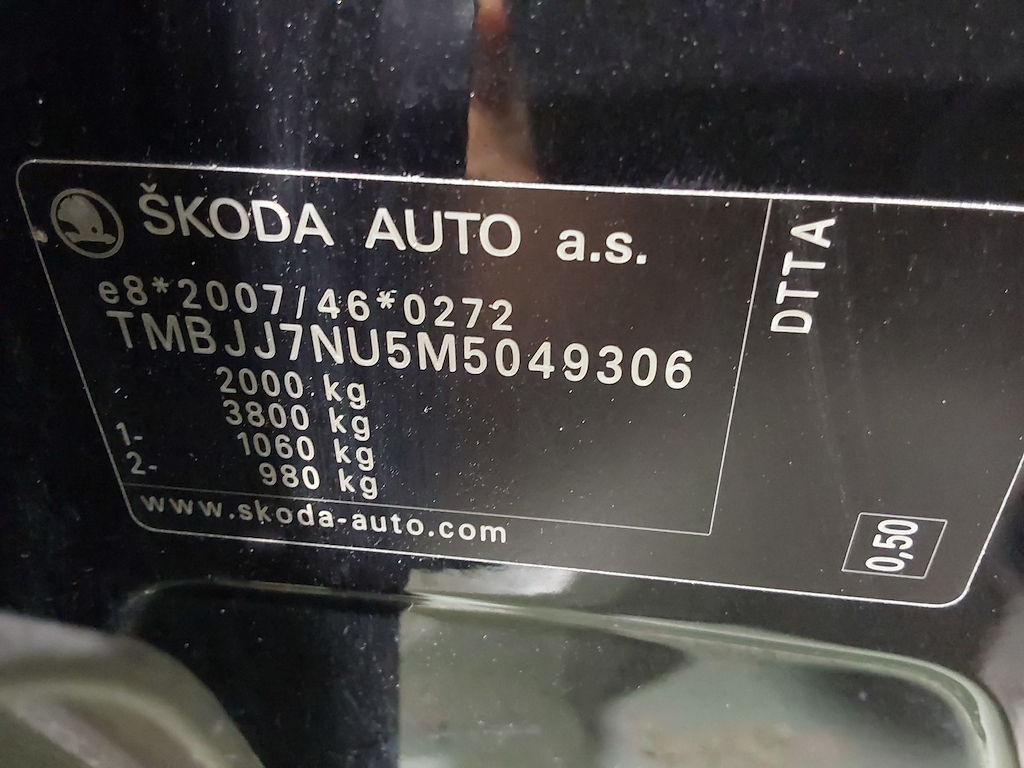 ŠKODA AUTO a.s.
e8*2007/46*0272
TMBJJ7NU5M5049306
2000 kg
3800 kg
1- 1060 kg
2- 980 kg
www.skoda-auto.com
DTTA
0,50